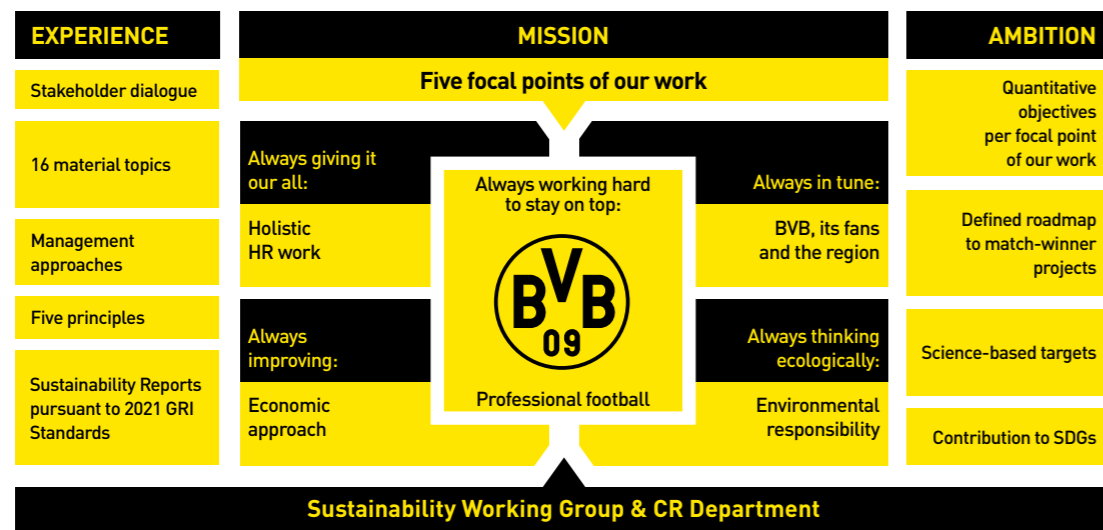 EXPERIENCE
Stakeholder dialogue
16 material topics
Management
approaches
Five principles
Sustainability Reports
pursuant to 2021 GRI
Standards
MISSION
Five focal points of our work
Always giving it
our all:
Holistic
HR work
Always working hard
to stay on top:
BVB
09
Professional football
Always in tune:
BVB, its fans
and the region
Always
improving:
Economic
approach
Always thinking
ecologically:
Environmental
responsibility
AMBITION
Quantitative
objectives
per focal point
of our work
Defined roadmap
to match-winner
projects
Science-based targets
Contribution to SDGs
Sustainability Working Group & CR Department